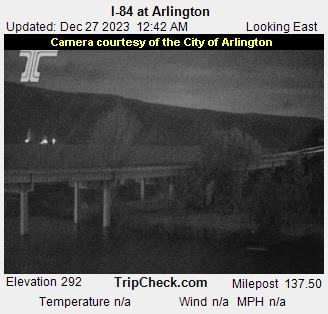 I-84 at Arlington
Updated: Dec 27 2023 12:42 AM Looking East
Camera courtesy of the City of Arlington
Elevation 292 TripCheck.com Milepost 137.50
Temperature n/a Wind n/a MPH n/a